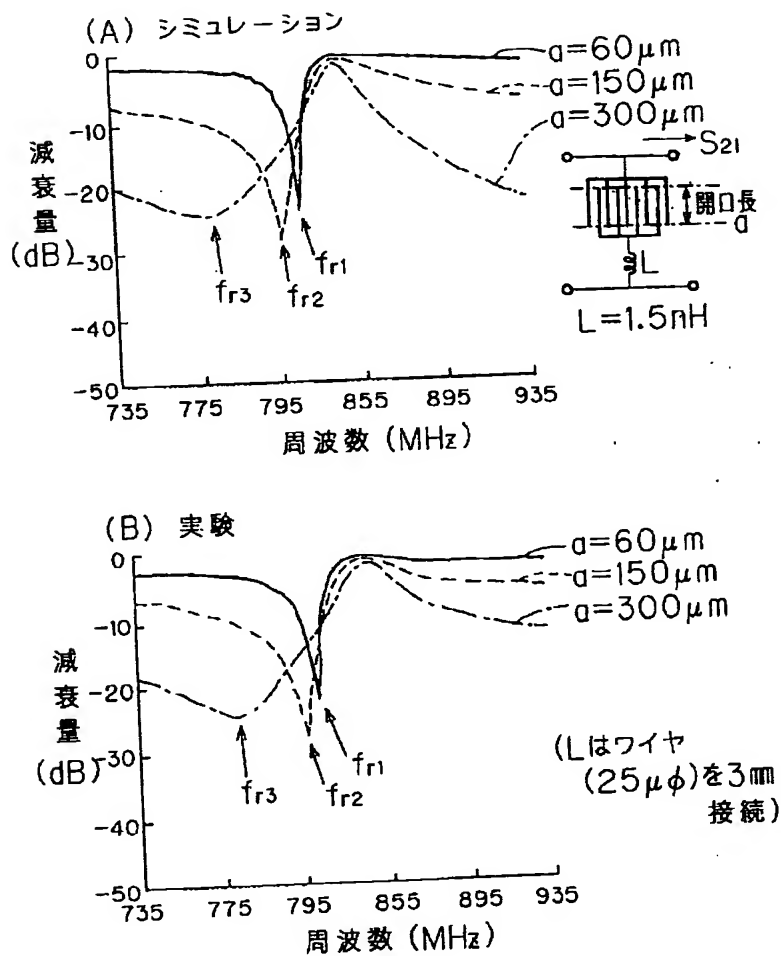 (A) シミュレーション
a=60μm
a=150μm
a=300μm
S21
0
-10
-20
-30
-40
-50
減衰量
(dB)
fr3
fr2
fr1
開口長
a
L
L=1.5nH
735 775 795 855 895 935
周波数 (MHz)
(B) 実験
a=60μm
a=150μm
a=300μm
0
-10
-20
-30
-40
-50
減衰量
(dB)
fr3
fr2
fr1
(Lはワイヤ
(25μφ)を3mm
接続)
735 775 795 855 895 935
周波数 (MHz)